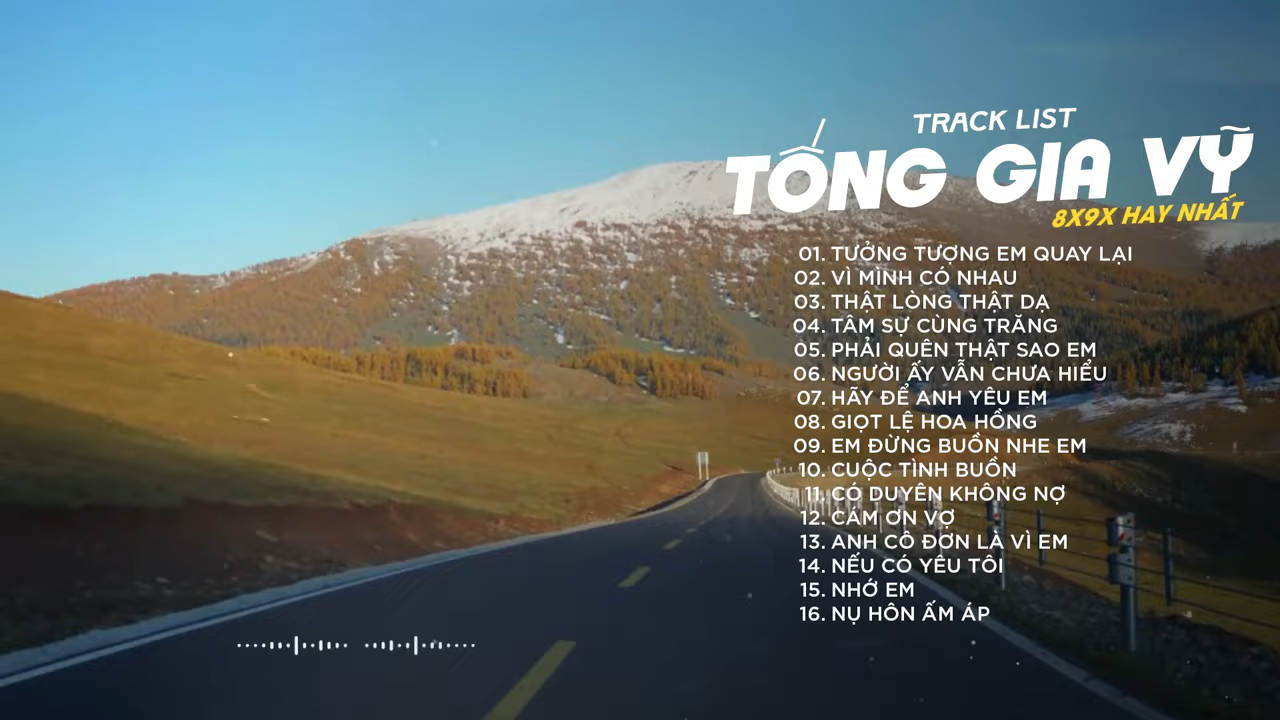 TRACK LIST
TỐNG GIA VỸ
8X9X HAY NHẤT
01. TƯỞNG TƯỢNG EM QUAY LẠI
02. VÌ MÌNH CÓ NHAU
03. THẬT LÒNG THẬT DẠ
04. TÂM SỰ CÙNG TRĂNG
05. PHẢI QUÊN THẬT SAO EM
06. NGƯỜI ẤY VẪN CHƯA HIỂU
07. HÃY ĐỂ ANH YÊU EM
08. GIỌT LỆ HOA HỒNG
09. EM ĐỪNG BUỒN NHE EM
10. CUỘC TÌNH BUỒN
11. CÓ DUYÊN KHÔNG NỢ
12. CÁM ƠN VỢ
13. ANH CÔ ĐƠN LÀ VÌ EM
14. NẾU CÓ YÊU TÔI
15. NHỚ EM
16. NỤ HÔN ẤM ÁP